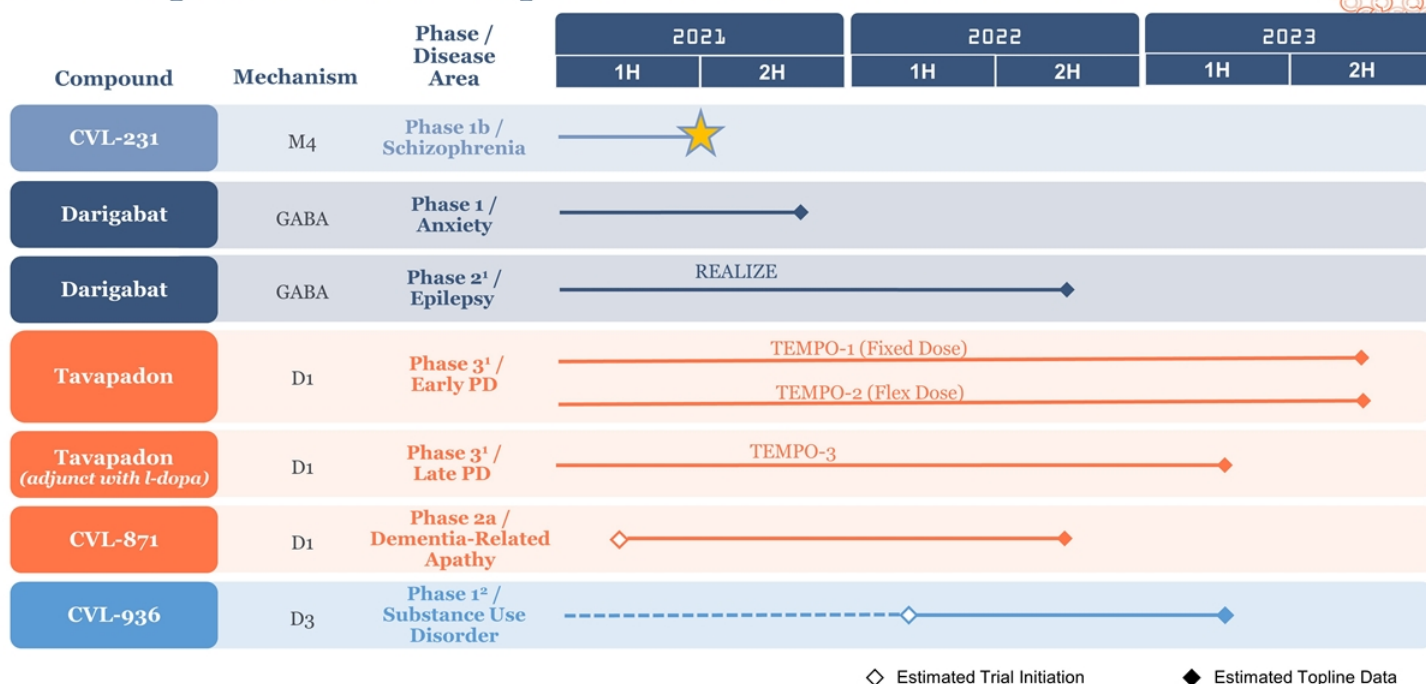 Compound
Mechanism
Phase /
Disease
Area
2021
2022
2023
1H
2H
1H
2H
1H
2H
CVL-231
M4
Phase 1b /
Schizophrenia
Darigabat
GABA
Phase 1 /
Anxiety
Darigabat
GABA
Phase 2¹ /
Epilepsy
REALIZE
Tavapadon
D1
Phase 3¹ /
Early PD
TEMPO-1 (Fixed Dose)
TEMPO-2 (Flex Dose)
Tavapadon
(adjunct with l-dopa)
D1
Phase 3¹ /
Late PD
TEMPO-3
CVL-871
D1
Phase 2a /
Dementia-Related
Apathy
CVL-936
D3
Phase 1² /
Substance Use
Disorder
Estimated Trial Initiation
Estimated Topline Data